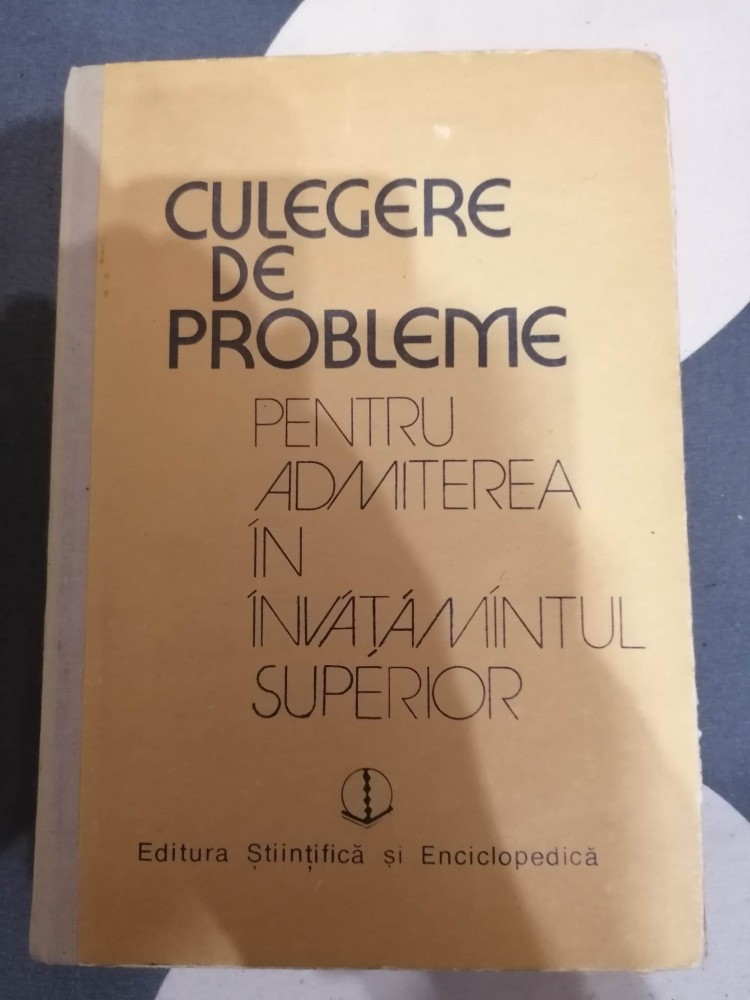 CULEGERE
DE
PROBLEME
PENTRU
ADMITEREA
ÎN
ÎNVĂȚĂMÎNTUL
SUPERIOR
Editura Științifică și Enciclopedică